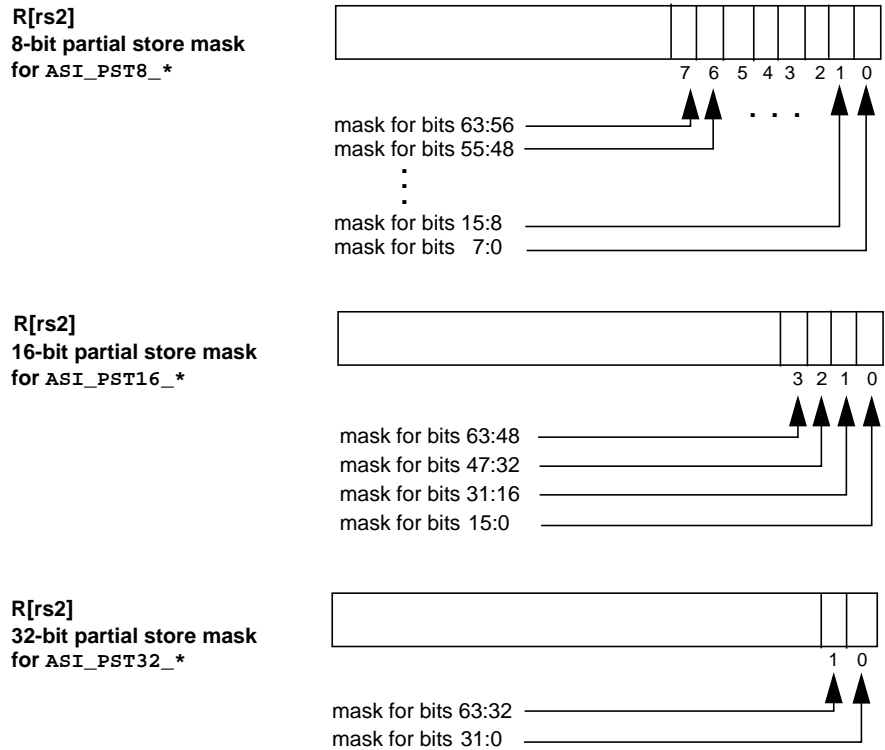 R[rs2]
8-bit partial store mask
for ASI_PST8_*
7 6 5 4 3 2 1 0
. . .
mask for bits 63:56
mask for bits 55:48
.
.
.
mask for bits 15:8
mask for bits 7:0
R[rs2]
16-bit partial store mask
for ASI_PST16_*
3 2 1 0
mask for bits 63:48
mask for bits 47:32
mask for bits 31:16
mask for bits 15:0
R[rs2]
32-bit partial store mask
for ASI_PST32_*
1 0
mask for bits 63:32
mask for bits 31:0